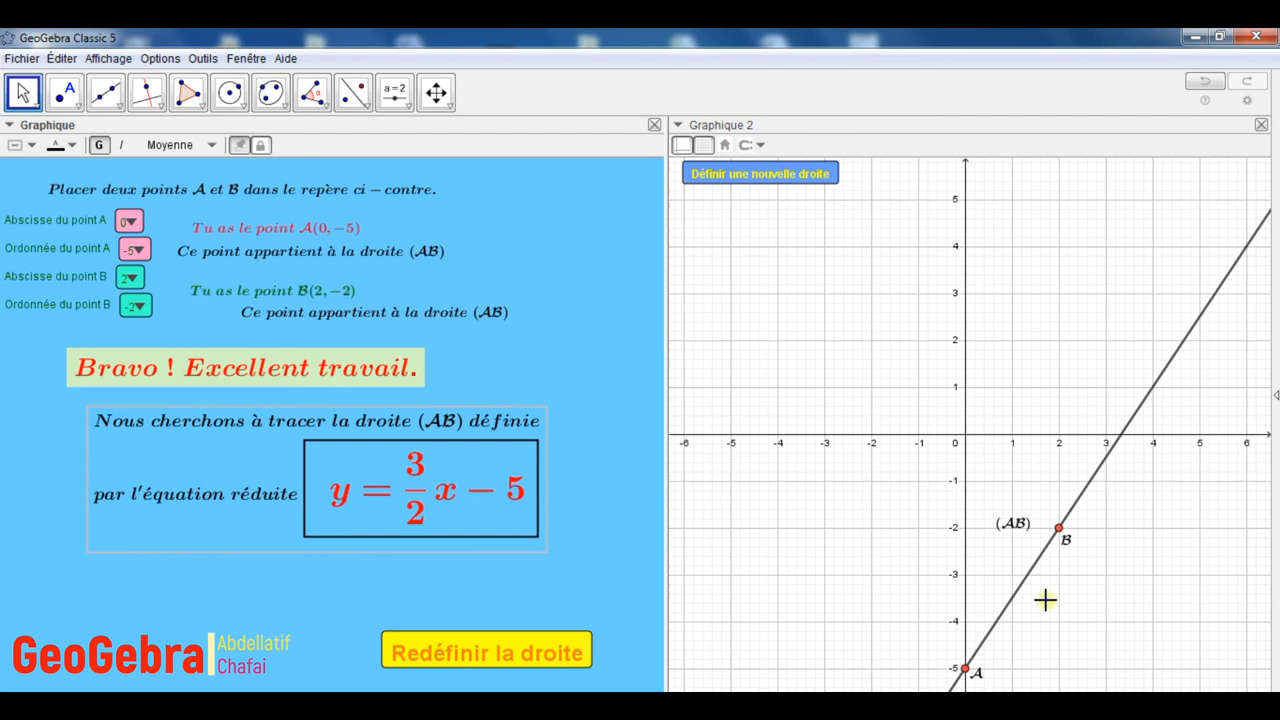 GeoGebra Classic 5
Fichier Éditer Affichage Options Outils Fenêtre Aide
A
a=2
Graphique
A G I Moyenne
Graphique 2
Placer deux points A et B dans le repère ci – contre.
Abscisse du point A 0
Tu as le point A(0, −5)
Ordonnée du point A -5
Ce point appartient à la droite (AB)
Abscisse du point B 2
Tu as le point B(2, −2)
Ordonnée du point B -2
Ce point appartient à la droite (AB)
Bravo ! Excellent travail.
Nous cherchons à tracer la droite (AB) définie
par l'équation réduite y = 3/2 x − 5
GeoGebra
Abdellatif
Chafai
Redéfinir la droite
Définir une nouvelle droite
5
4
3
2
1
-6 -5 -4 -3 -2 -1 0 1 2 3 4 5 6
-1
-2
(AB)
B
-3
-4
-5
A